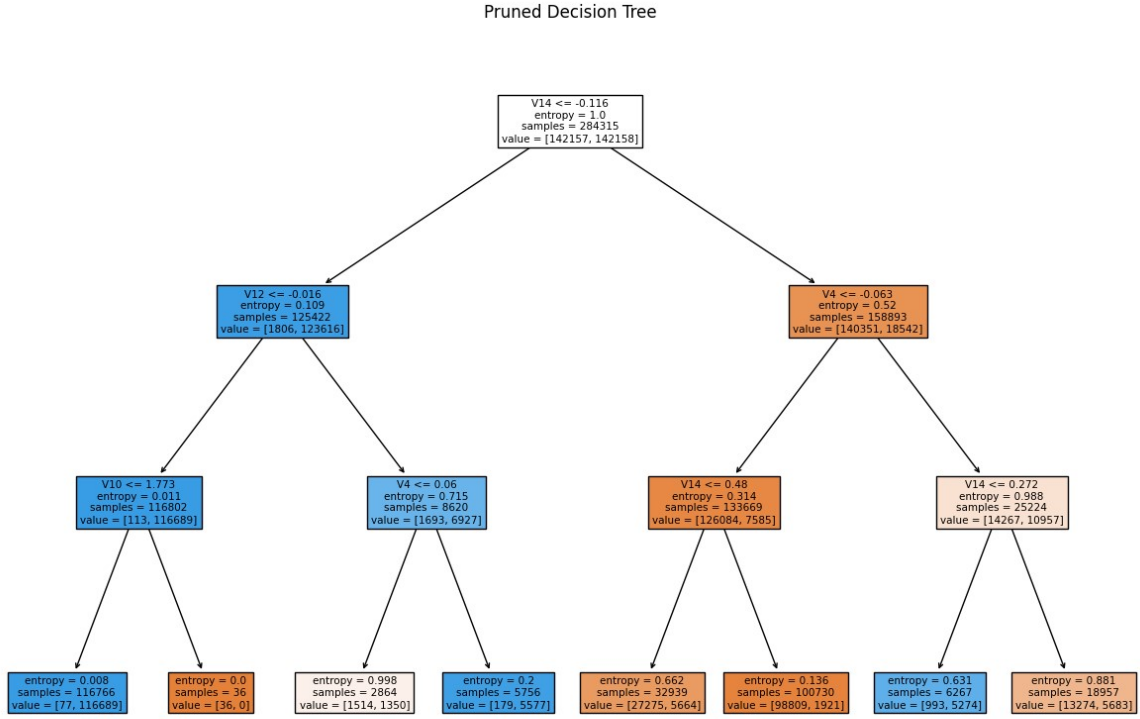 Pruned Decision Tree
V14 <= -0.116
entropy = 1.0
samples = 284315
value = [142157, 142158]
V12 <= -0.016
entropy = 0.109
samples = 125422
value = [1806, 123616]
V4 <= -0.063
entropy = 0.52
samples = 158893
value = [140351, 18542]
V10 <= 1.773
entropy = 0.011
samples = 116802
value = [113, 116689]
V4 <= 0.06
entropy = 0.715
samples = 8620
value = [1693, 6927]
V14 <= 0.48
entropy = 0.314
samples = 133669
value = [126084, 7585]
V14 <= 0.272
entropy = 0.988
samples = 25224
value = [14267, 10957]
entropy = 0.008
samples = 116766
value = [77, 116689]
entropy = 0.0
samples = 36
value = [36, 0]
entropy = 0.998
samples = 2864
value = [1514, 1350]
entropy = 0.2
samples = 5756
value = [179, 5577]
entropy = 0.662
samples = 32939
value = [27275, 5664]
entropy = 0.136
samples = 100730
value = [98809, 1921]
entropy = 0.631
samples = 6267
value = [993, 5274]
entropy = 0.881
samples = 18957
value = [13274, 5683]